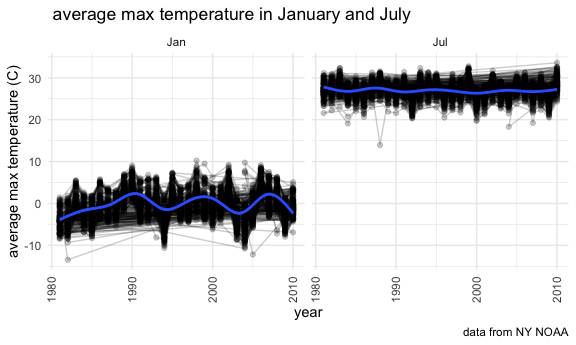 average max temperature in January and July
Jan
Jul
average max temperature (C)
30
20
10
0
-10
1980
1990
2000
2010
1980
1990
2000
2010
year
data from NY NOAA